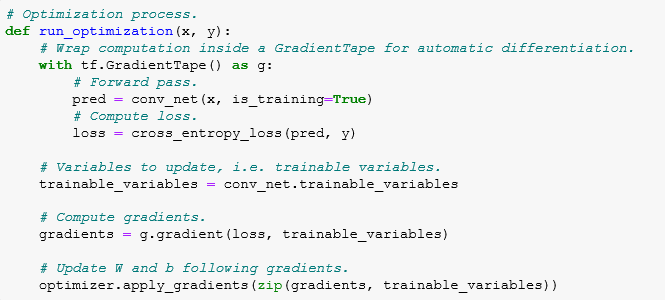 # Optimization process.
def run_optimization(x, y):
    # Wrap computation inside a GradientTape for automatic differentiation.
    with tf.GradientTape() as g:
        # Forward pass.
        pred = conv_net(x, is_training=True)
        # Compute loss.
        loss = cross_entropy_loss(pred, y)
    # Variables to update, i.e. trainable variables.
    trainable_variables = conv_net.trainable_variables
    # Compute gradients.
    gradients = g.gradient(loss, trainable_variables)
    # Update W and b following gradients.
    optimizer.apply_gradients(zip(gradients, trainable_variables))